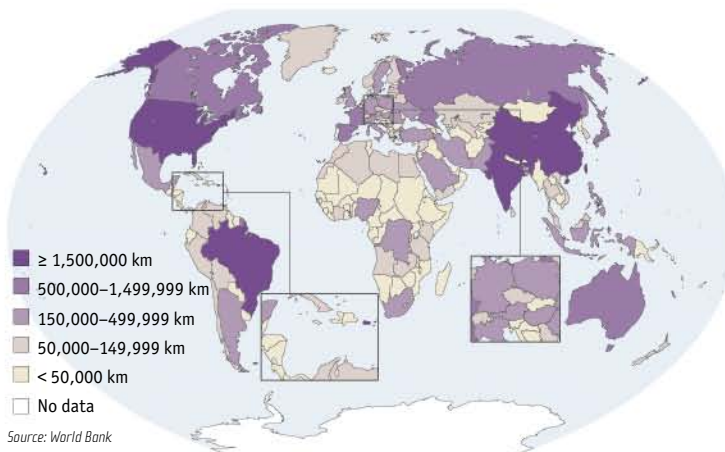 ≥ 1,500,000 km
500,000–1,499,999 km
150,000–499,999 km
50,000–149,999 km
< 50,000 km
No data
Source: World Bank